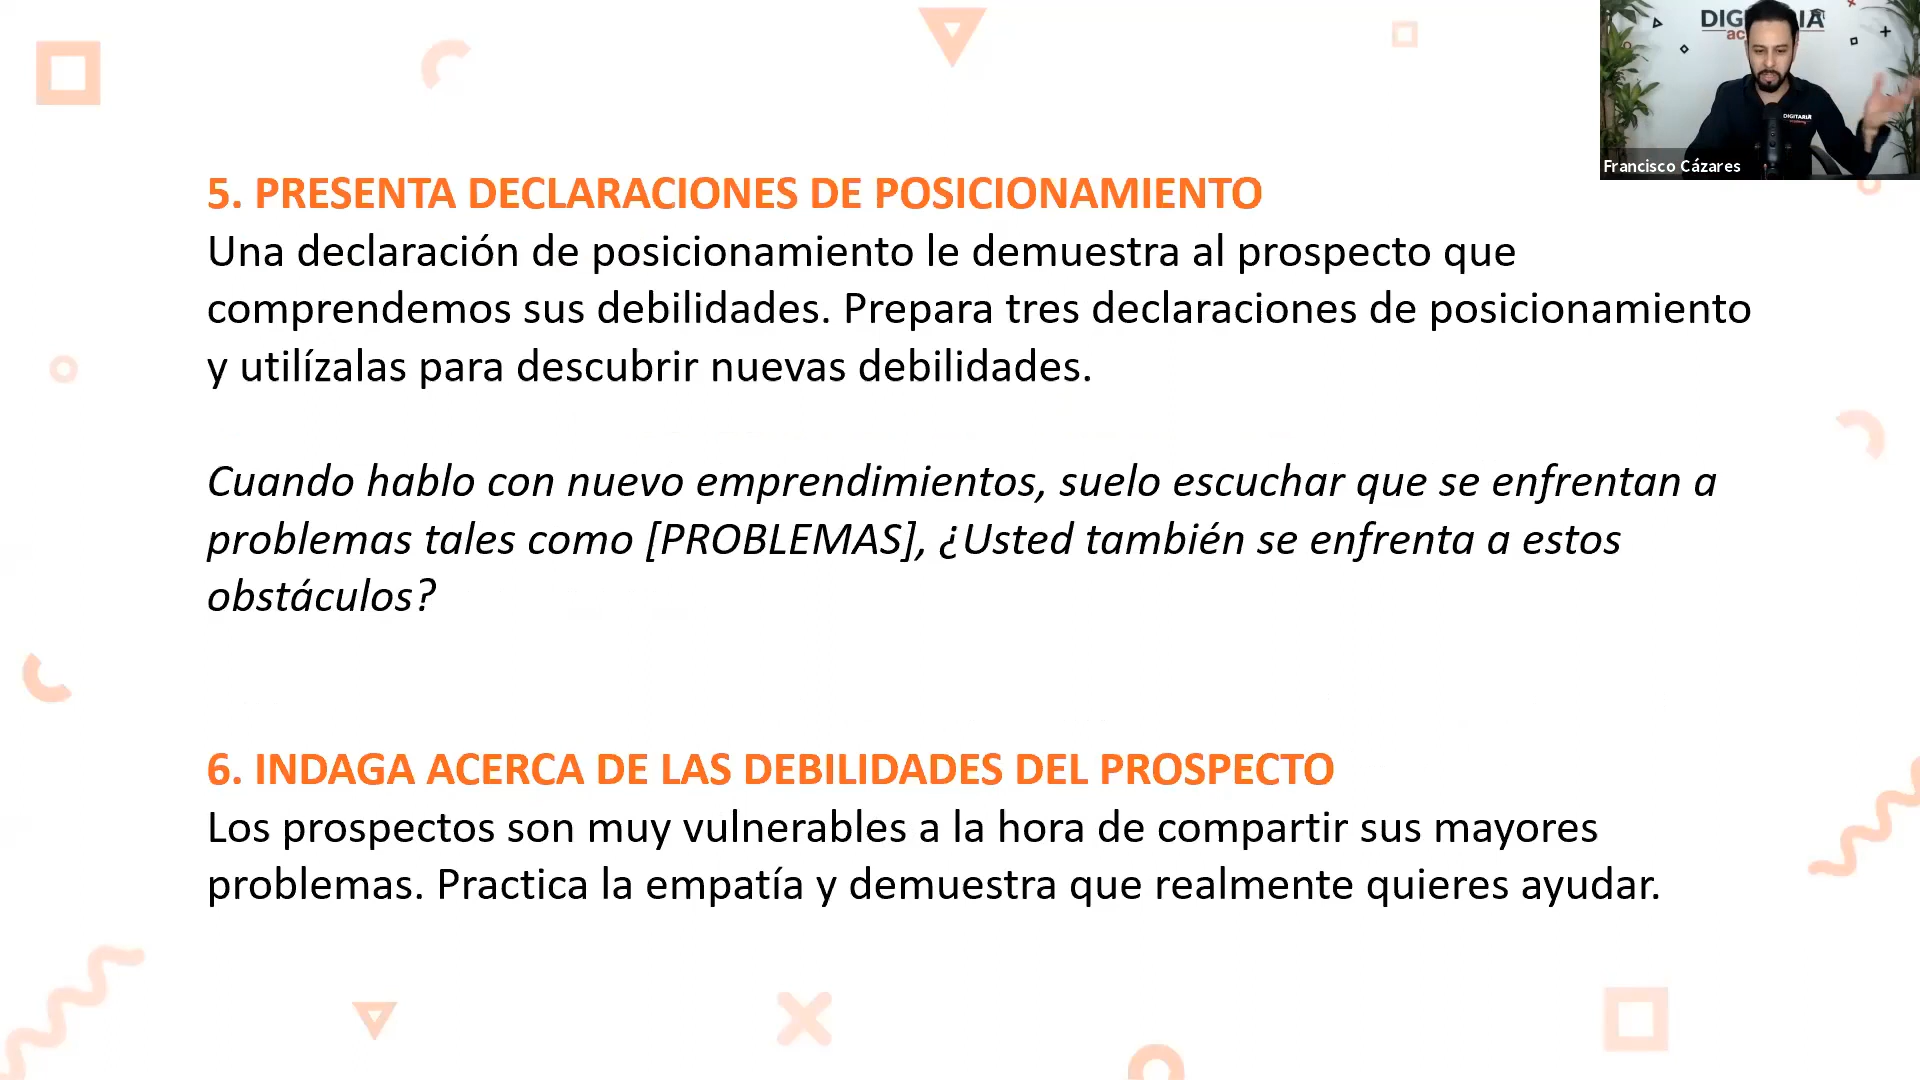 5. PRESENTA DECLARACIONES DE POSICIONAMIENTO
Una declaración de posicionamiento le demuestra al prospecto que
comprendemos sus debilidades. Prepara tres declaraciones de posicionamiento
y utilízalas para descubrir nuevas debilidades.
Cuando hablo con nuevo emprendimientos, suelo escuchar que se enfrentan a
problemas tales como [PROBLEMAS], ¿Usted también se enfrenta a estos
obstáculos?
6. INDAGA ACERCA DE LAS DEBILIDADES DEL PROSPECTO
Los prospectos son muy vulnerables a la hora de compartir sus mayores
problemas. Practica la empatía y demuestra que realmente quieres ayudar.
DIGITARIA
Francisco Cázares